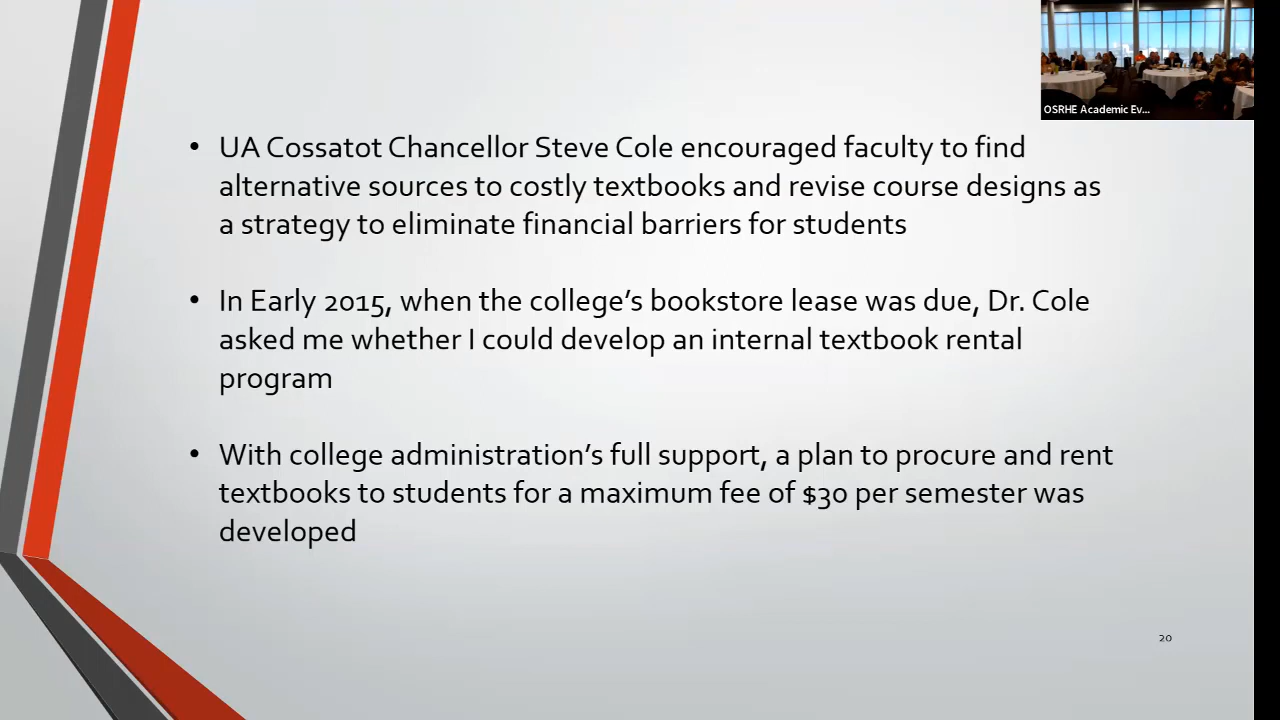 OSRHE Academic Ev...
• UA Cossatot Chancellor Steve Cole encouraged faculty to find
alternative sources to costly textbooks and revise course designs as
a strategy to eliminate financial barriers for students
• In Early 2015, when the college’s bookstore lease was due, Dr. Cole
asked me whether I could develop an internal textbook rental
program
• With college administration’s full support, a plan to procure and rent
textbooks to students for a maximum fee of $30 per semester was
developed
20